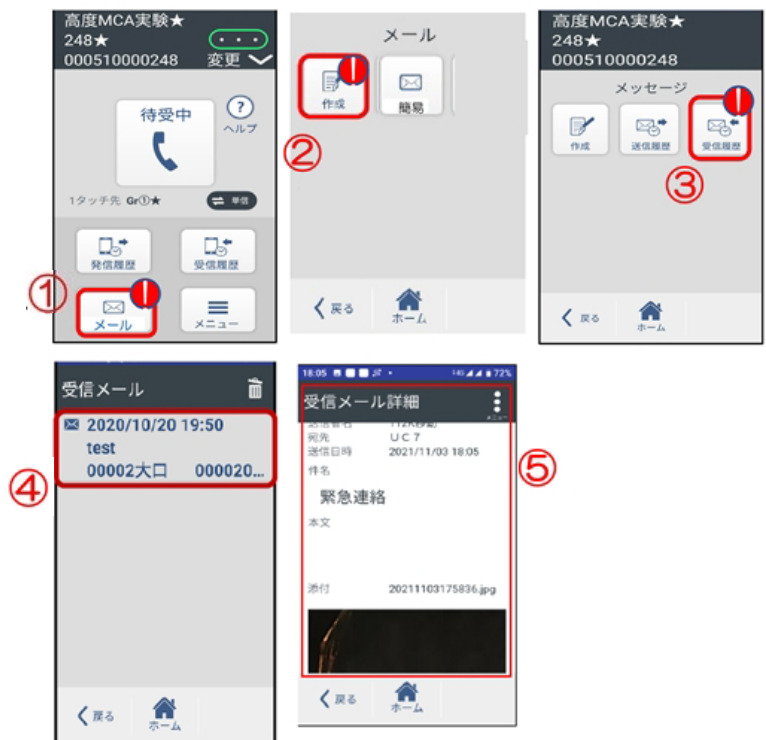 高度MCA実験★
248★
000510000248 変更
待受中
?
ヘルプ
1タッチ先 Gr①★ 単信
発信履歴 受信履歴
① メール ! メニュー
②
メール
作成 ! 簡易
戻る ホーム
高度MCA実験★
248★
000510000248
メッセージ
作成 送信履歴 受信履歴 !
③
戻る ホーム
④
受信メール
2020/10/20 19:50
test
00002大口 000020...
戻る ホーム
⑤
18:05 72%
受信メール詳細
メニュー
宛先 UC7
送信日時 2021/11/03 18:05
件名
緊急連絡
本文
添付 20211103175836.jpg
戻る ホーム